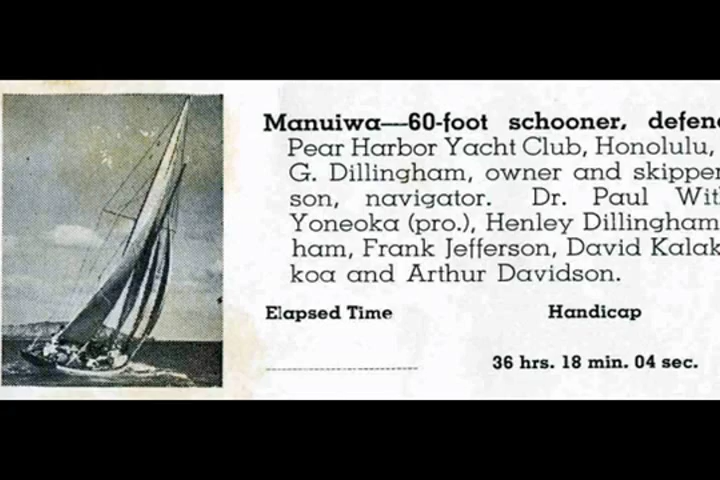 Manuiwa—60-foot schooner, defen
Pear Harbor Yacht Club, Honolulu,
G. Dillingham, owner and skipper
son, navigator. Dr. Paul Wit
Yoneoka (pro.), Henley Dillingham
ham, Frank Jefferson, David Kalak
koa and Arthur Davidson.
Elapsed Time Handicap
36 hrs. 18 min. 04 sec.